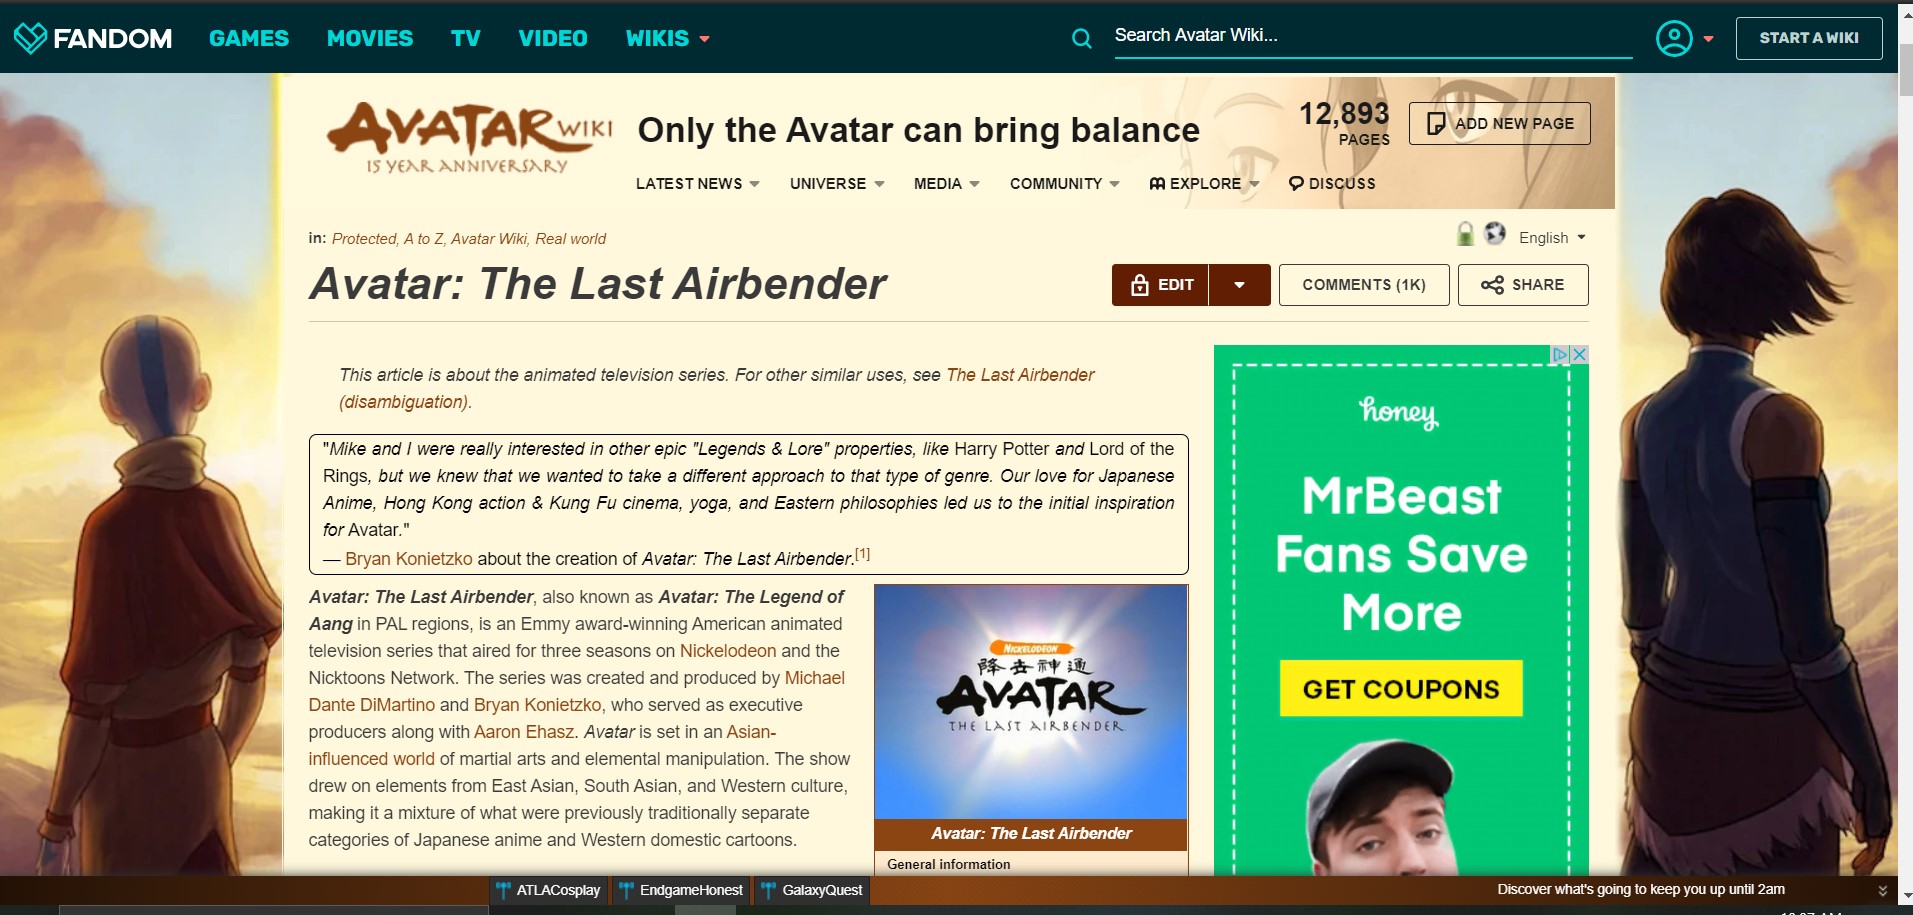 FANDOM GAMES MOVIES TV VIDEO WIKIS Search Avatar Wiki... START A WIKI
AVATAR WIKI
15 YEAR ANNIVERSARY
Only the Avatar can bring balance
12,893
PAGES
ADD NEW PAGE
LATEST NEWS UNIVERSE MEDIA COMMUNITY EXPLORE DISCUSS
in: Protected, A to Z, Avatar Wiki, Real world
English
Avatar: The Last Airbender
EDIT COMMENTS (1K) SHARE
This article is about the animated television series. For other similar uses, see The Last Airbender
(disambiguation).
"Mike and I were really interested in other epic "Legends & Lore" properties, like Harry Potter and Lord of the
Rings, but we knew that we wanted to take a different approach to that type of genre. Our love for Japanese
Anime, Hong Kong action & Kung Fu cinema, yoga, and Eastern philosophies led us to the initial inspiration
for Avatar."
— Bryan Konietzko about the creation of Avatar: The Last Airbender.[1]
Avatar: The Last Airbender, also known as Avatar: The Legend of
Aang in PAL regions, is an Emmy award-winning American animated
television series that aired for three seasons on Nickelodeon and the
Nicktoons Network. The series was created and produced by Michael
Dante DiMartino and Bryan Konietzko, who served as executive
producers along with Aaron Ehasz. Avatar is set in an Asian-
influenced world of martial arts and elemental manipulation. The show
drew on elements from East Asian, South Asian, and Western culture,
making it a mixture of what were previously traditionally separate
categories of Japanese anime and Western domestic cartoons.
NICKELODEON
降去神通
AVATAR
THE LAST AIRBENDER
Avatar: The Last Airbender
General information
honey
MrBeast
Fans Save
More
GET COUPONS
ATLACosplay EndgameHonest GalaxyQuest
Discover what's going to keep you up until 2am